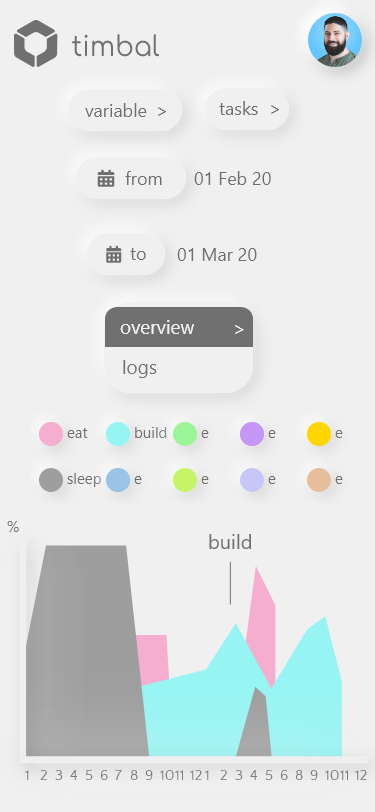 timbal
variable >
tasks >
from 01 Feb 20
to 01 Mar 20
overview >
logs
eat build e e e
sleep e e e e
%
build
1 2 3 4 5 6 7 8 9 10 11 12 1 2 3 4 5 6 7 8 9 10 11 12